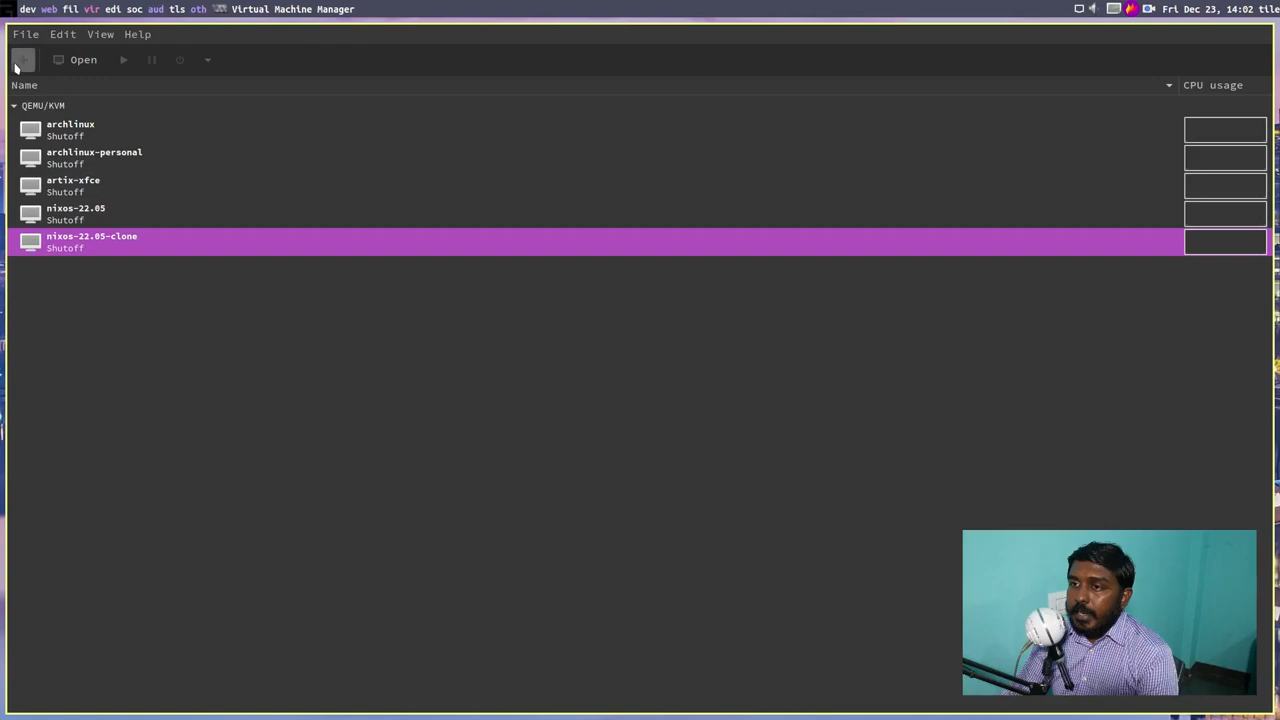 dev web fil vir edi soc aud tls oth Virtual Machine Manager Fri Dec 23, 14:02 tile
File Edit View Help
Open
Name CPU usage
QEMU/KVM
archlinux
Shutoff
archlinux-personal
Shutoff
artix-xfce
Shutoff
nixos-22.05
Shutoff
nixos-22.05-clone
Shutoff